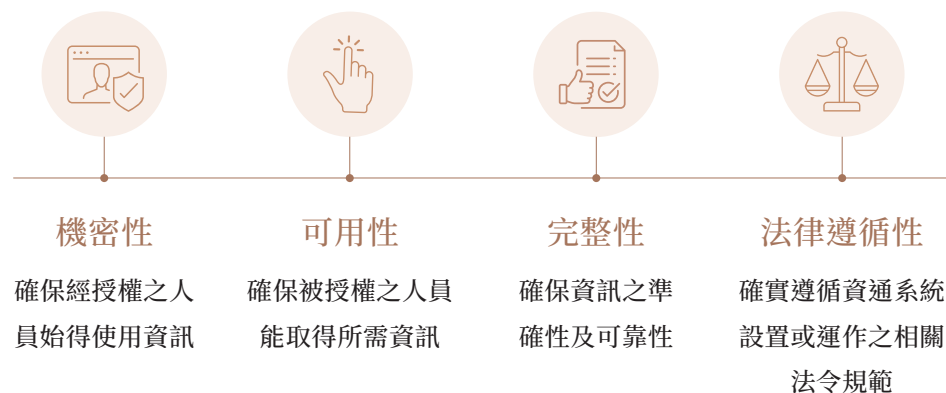 機密性
確保經授權之人
員始得使用資訊
可用性
確保被授權之人員
能取得所需資訊
完整性
確保資訊之準
確性及可靠性
法律遵循性
確實遵循資通系統
設置或運作之相關
法令規範